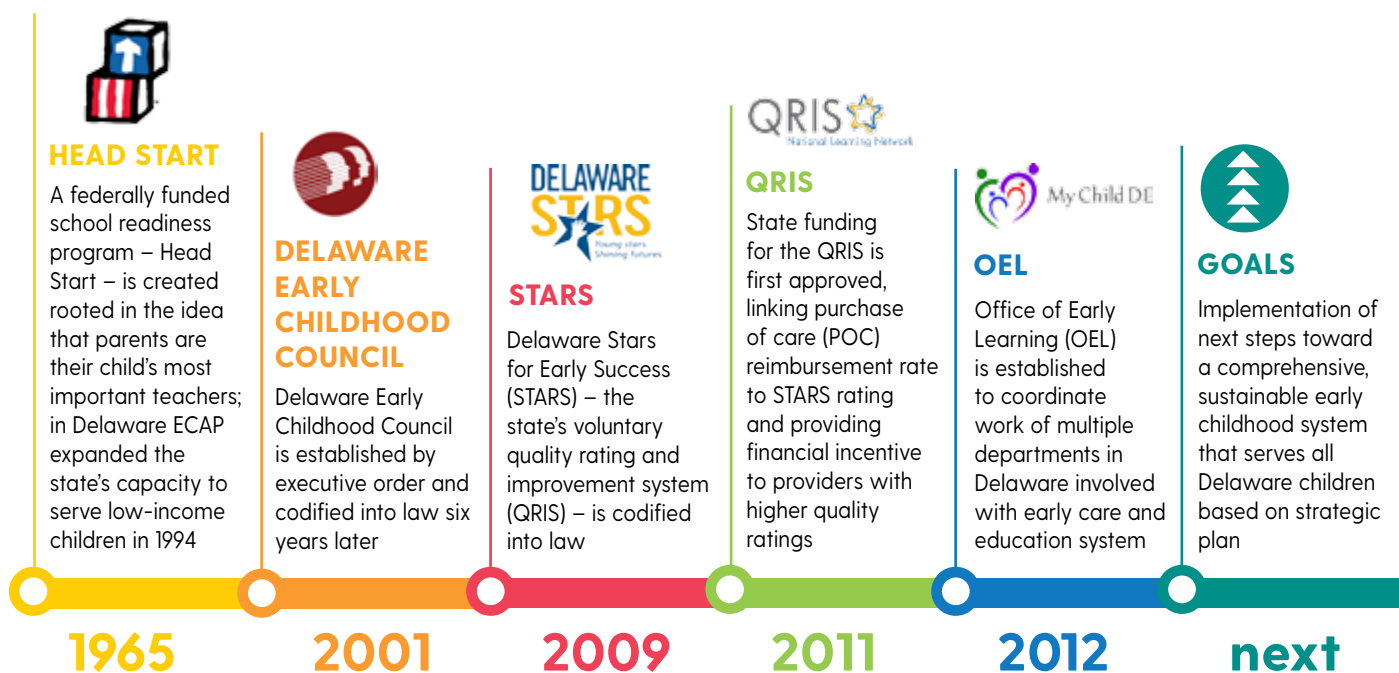 HEAD START
A federally funded
school readiness
program – Head
Start – is created
rooted in the idea
that parents are
their child's most
important teachers;
in Delaware ECAP
expanded the
state's capacity to
serve low-income
children in 1994
1965
DELAWARE
EARLY
CHILDHOOD
COUNCIL
Delaware Early
Childhood Council
is established by
executive order and
codified into law six
years later
2001
DELAWARE
STARS
Young stars.
Shining futures
STARS
Delaware Stars
for Early Success
(STARS) – the
state's voluntary
quality rating and
improvement system
(QRIS) – is codified
into law
2009
QRIS
National Learning Network
QRIS
State funding
for the QRIS is
first approved,
linking purchase
of care (POC)
reimbursement rate
to STARS rating
and providing
financial incentive
to providers with
higher quality
ratings
2011
My Child DE
OEL
Office of Early
Learning (OEL)
is established
to coordinate
work of multiple
departments in
Delaware involved
with early care and
education system
2012
GOALS
Implementation of
next steps toward
a comprehensive,
sustainable early
childhood system
that serves all
Delaware children
based on strategic
plan
next